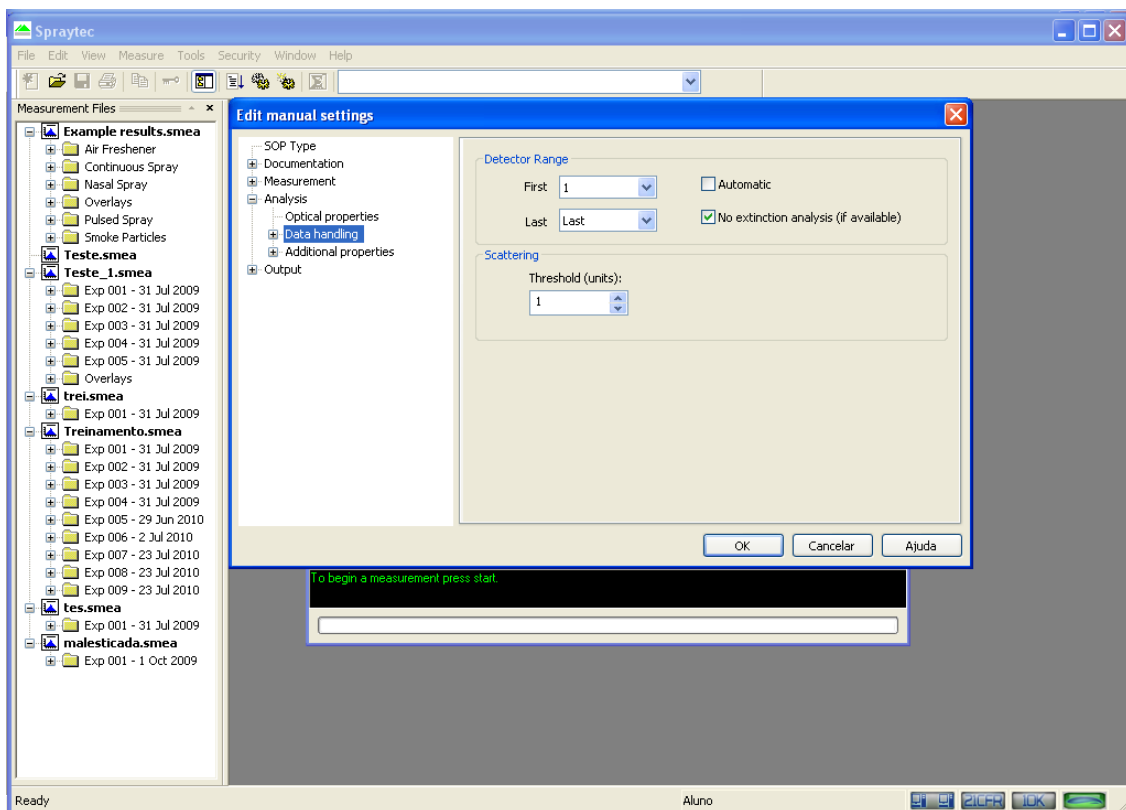 Spraytec
File Edit View Measure Tools Security Window Help
Measurement Files
Example results.smea
Air Freshener
Continuous Spray
Nasal Spray
Overlays
Pulsed Spray
Smoke Particles
Teste.smea
Teste_1.smea
Exp 001 - 31 Jul 2009
Exp 002 - 31 Jul 2009
Exp 003 - 31 Jul 2009
Exp 004 - 31 Jul 2009
Exp 005 - 31 Jul 2009
Overlays
trei.smea
Exp 001 - 31 Jul 2009
Treinamento.smea
Exp 001 - 31 Jul 2009
Exp 002 - 31 Jul 2009
Exp 003 - 31 Jul 2009
Exp 004 - 31 Jul 2009
Exp 005 - 29 Jun 2010
Exp 006 - 2 Jul 2010
Exp 007 - 23 Jul 2010
Exp 008 - 23 Jul 2010
Exp 009 - 23 Jul 2010
tes.smea
Exp 001 - 31 Jul 2009
malesticada.smea
Exp 001 - 1 Oct 2009
Edit manual settings
SOP Type
Documentation
Measurement
Analysis
Optical properties
Data handling
Additional properties
Output
Detector Range
First 1 Automatic
Last Last No extinction analysis (if available)
Scattering
Threshold (units):
1
OK Cancelar Ajuda
To begin a measurement press start.
Ready Aluno 21CFR 10K